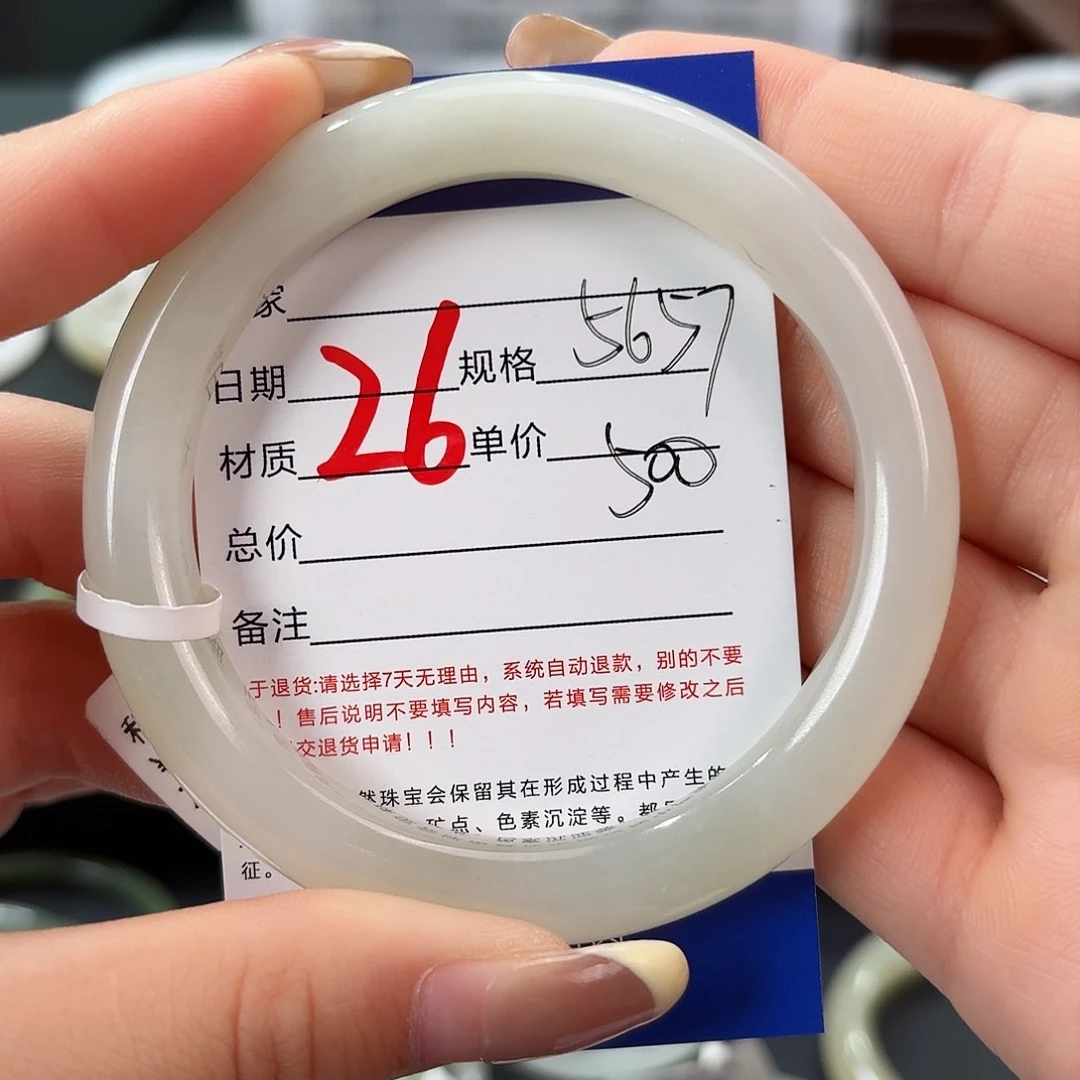 家
日期 26 规格 5657
材质 单价 500
总价
备注
于退货:请选择7天无理由，系统自动退款，别的不要
！售后说明不要填写内容，若填写需要修改之后
交退货申请！！！
然珠宝会保留其在形成过程中产生的
矿点、色素沉淀等。都
征。